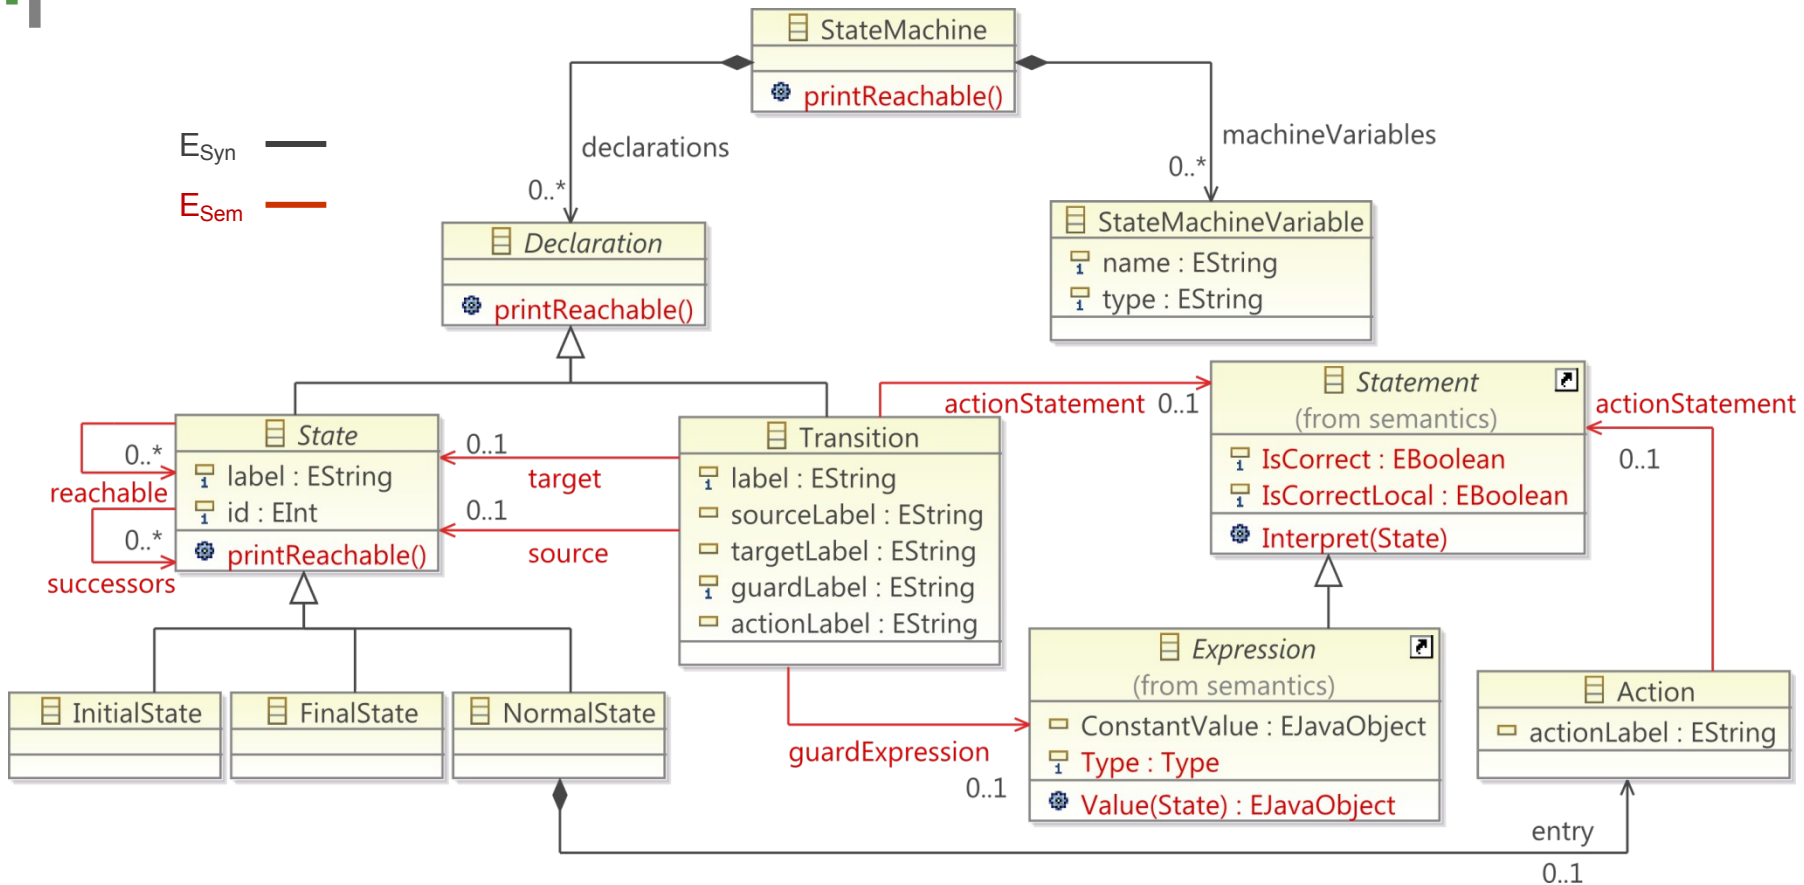 StateMachine
printReachable()
E Syn
E Sem
declarations
0..*
machineVariables
0..*
Declaration
printReachable()
StateMachineVariable
name : EString
type : EString
State
label : EString
id : EInt
printReachable()
0..*
reachable
0..*
successors
0..1
target
0..1
source
Transition
label : EString
sourceLabel : EString
targetLabel : EString
guardLabel : EString
actionLabel : EString
actionStatement 0..1
Statement
(from semantics)
IsCorrect : EBoolean
IsCorrectLocal : EBoolean
Interpret(State)
actionStatement
0..1
InitialState
FinalState
NormalState
guardExpression
0..1
Expression
(from semantics)
ConstantValue : EJavaObject
Type : Type
Value(State) : EJavaObject
Action
actionLabel : EString
entry
0..1